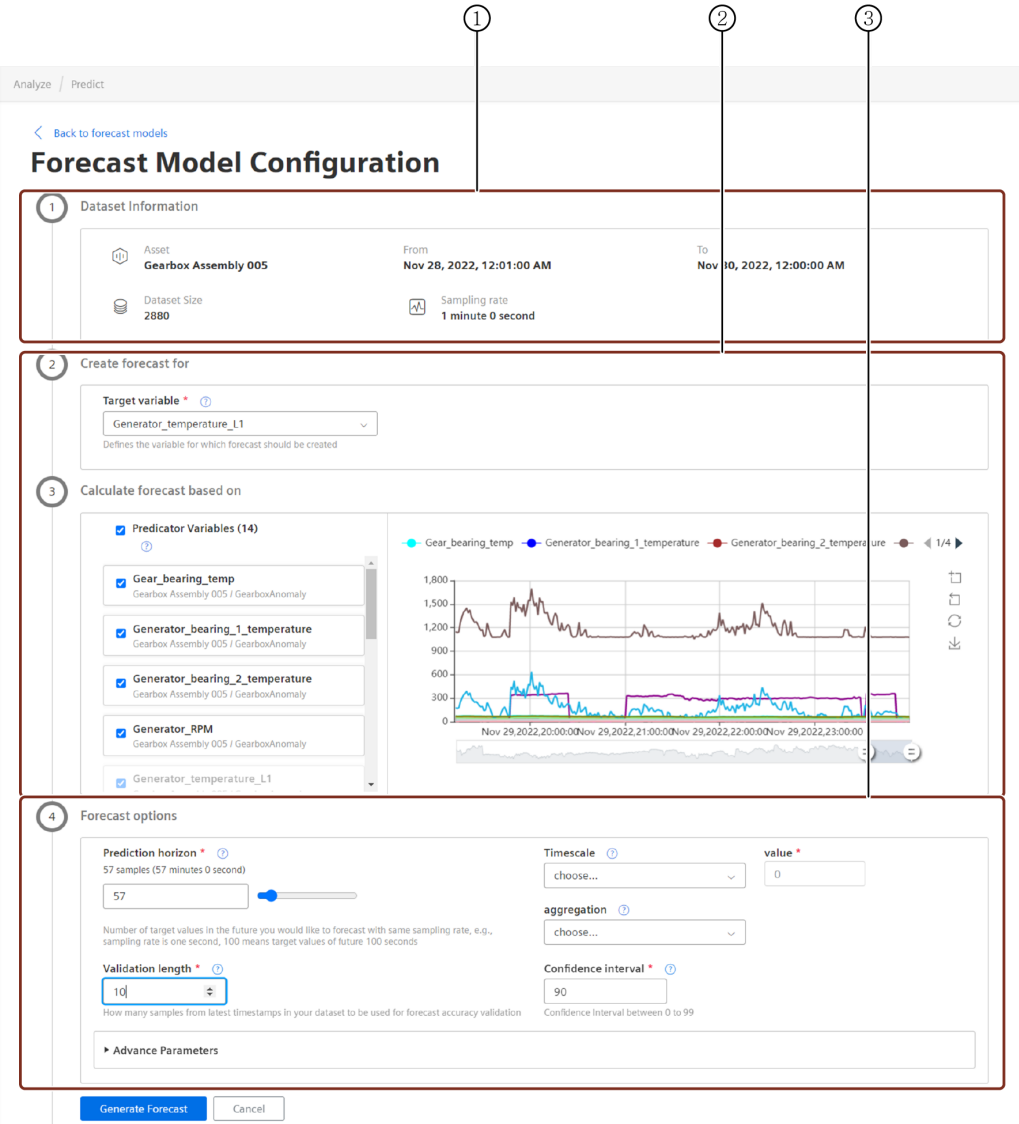 ① ② ③
Analyze / Predict
Back to forecast models
Forecast Model Configuration
1 Dataset Information
Asset From To
Gearbox Assembly 005 Nov 28, 2022, 12:01:00 AM Nov 30, 2022, 12:00:00 AM
Dataset Size Sampling rate
2880 1 minute 0 second
2 Create forecast for
Target variable * ?
Generator_temperature_L1
Defines the variable for which forecast should be created
3 Calculate forecast based on
Predicator Variables (14)
?
Gear_bearing_temp
Gearbox Assembly 005 / GearboxAnomaly
Generator_bearing_1_temperature
Gearbox Assembly 005 / GearboxAnomaly
Generator_bearing_2_temperature
Gearbox Assembly 005 / GearboxAnomaly
Generator_RPM
Gearbox Assembly 005 / GearboxAnomaly
Generator_temperature_L1
Gear_bearing_temp Generator_bearing_1_temperature Generator_bearing_2_temperature 1/4
1,800
1,500
1,200
900
600
300
0
Nov 29,2022,20:00:00 Nov 29,2022,21:00:00 Nov 29,2022,22:00:00 Nov 29,2022,23:00:00
4 Forecast options
Prediction horizon * ?
57 samples (57 minutes 0 second)
57
Number of target values in the future you would like to forecast with same sampling rate, e.g.,
sampling rate is one second, 100 means target values of future 100 seconds
Validation length * ?
10
How many samples from latest timestamps in your dataset to be used for forecast accuracy validation
Timescale ? value *
choose... 0
aggregation ?
choose...
Confidence interval * ?
90
Confidence Interval between 0 to 99
Advance Parameters
Generate Forecast Cancel